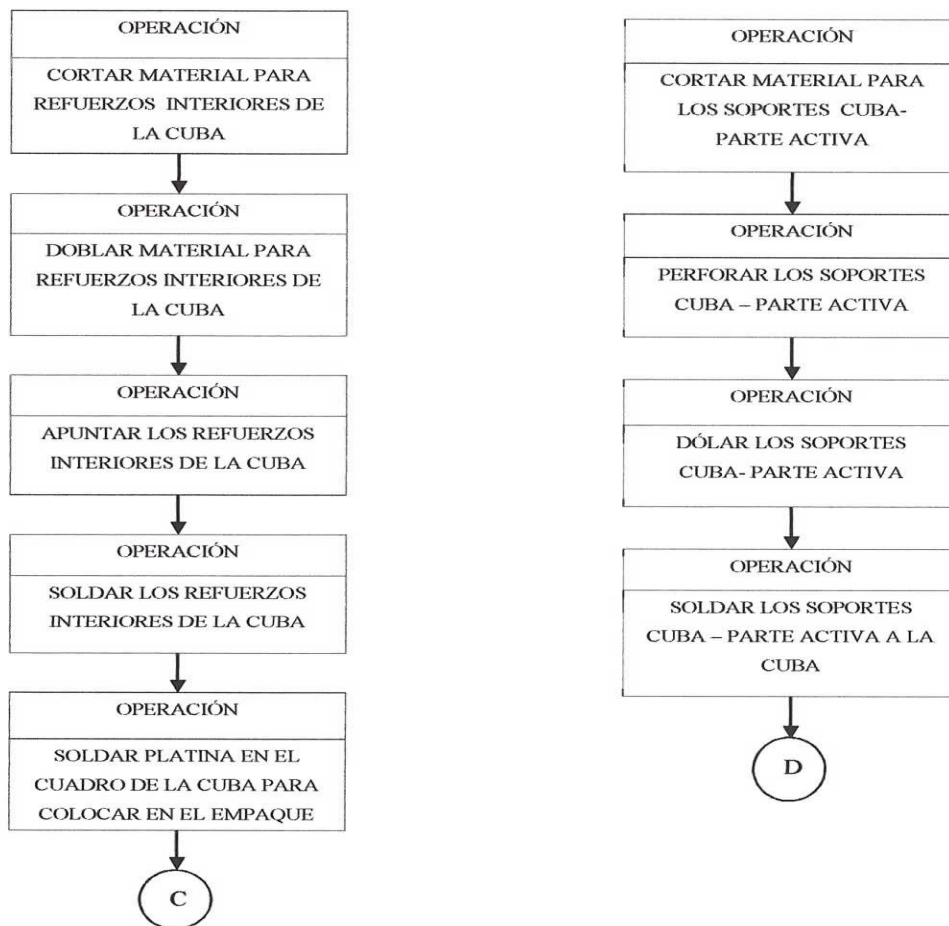 OPERACIÓN
CORTAR MATERIAL PARA
REFUERZOS INTERIORES DE
LA CUBA
OPERACIÓN
DOBLAR MATERIAL PARA
REFUERZOS INTERIORES DE
LA CUBA
OPERACIÓN
APUNTAR LOS REFUERZOS
INTERIORES DE LA CUBA
OPERACIÓN
SOLDAR LOS REFUERZOS
INTERIORES DE LA CUBA
OPERACIÓN
SOLDAR PLATINA EN EL
CUADRO DE LA CUBA PARA
COLOCAR EN EL EMPAQUE
C
OPERACIÓN
CORTAR MATERIAL PARA
LOS SOPORTES CUBA-
PARTE ACTIVA
OPERACIÓN
PERFORAR LOS SOPORTES
CUBA – PARTE ACTIVA
OPERACIÓN
DÓLAR LOS SOPORTES
CUBA- PARTE ACTIVA
OPERACIÓN
SOLDAR LOS SOPORTES
CUBA – PARTE ACTIVA A LA
CUBA
D